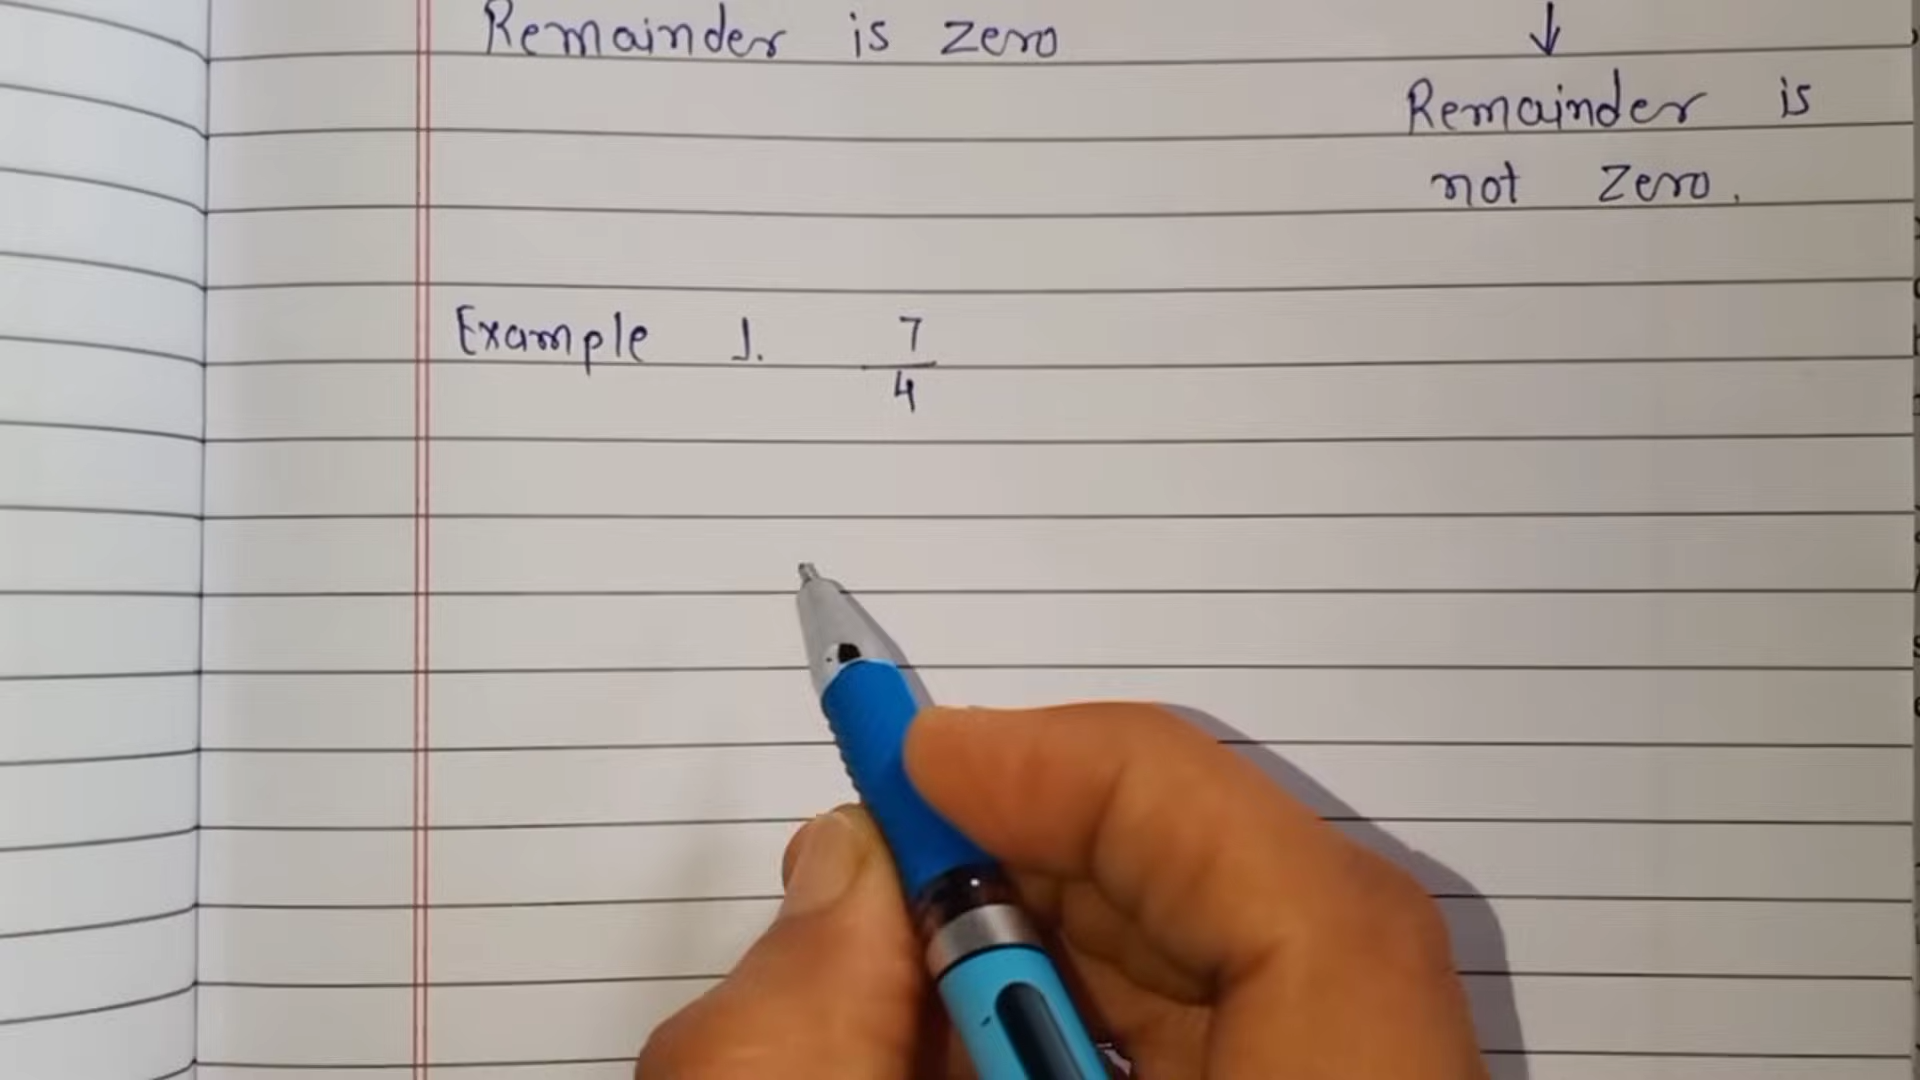 Remainder is zero
↓
Remainder is
not zero.
Example 1. 7
4